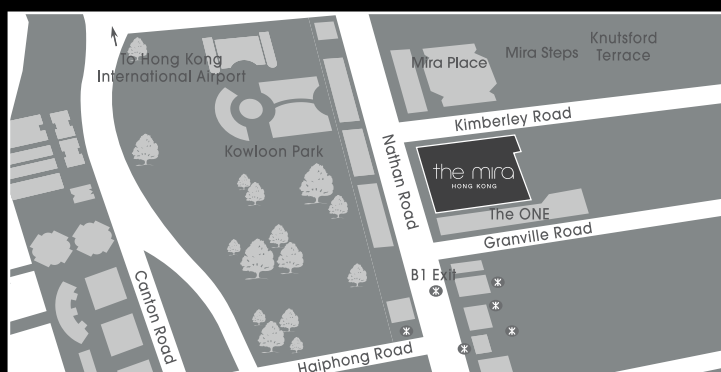 To Hong Kong
International Airport
Mira Place
Mira Steps
Knutsford
Terrace
Kimberley Road
Kowloon Park
Nathan Road
the mira
HONG KONG
The ONE
Granville Road
B1 Exit
Canton Road
Haiphong Road